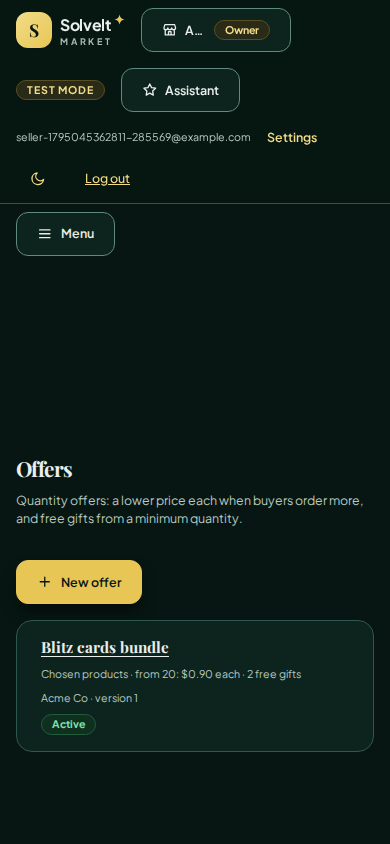 S
Solvelt
MARKET
A... Owner
TEST MODE
Assistant
seller-1795045362811-285569@example.com
Settings
Log out
Menu
Offers
Quantity offers: a lower price each when buyers order more,
and free gifts from a minimum quantity.
New offer
Blitz cards bundle
Chosen products · from 20: $0.90 each · 2 free gifts
Acme Co · version 1
Active